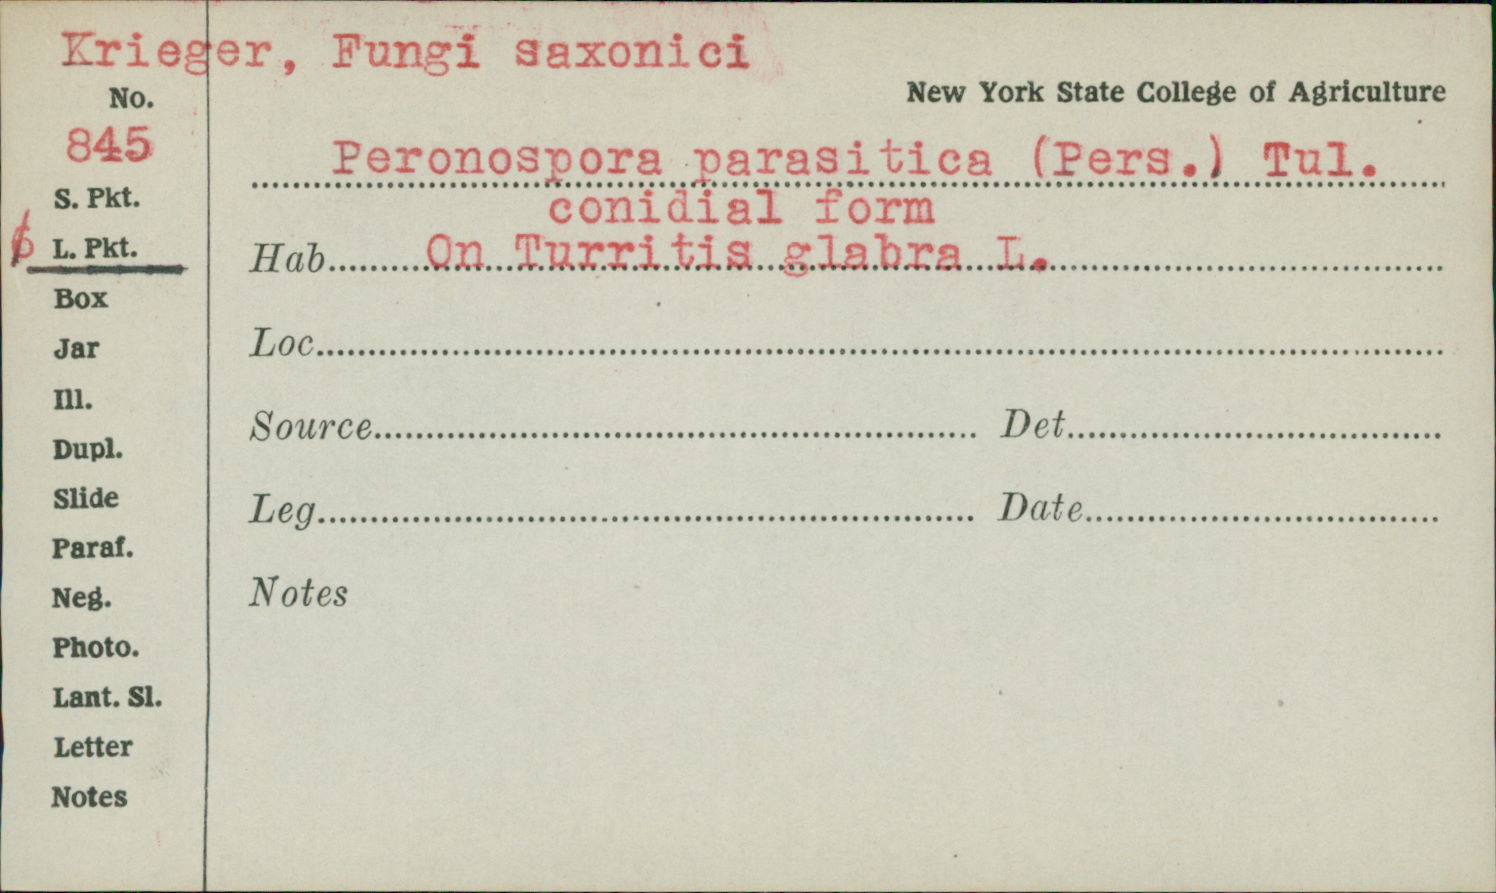 Krieger, Fungi saxonici
New York State College of Agriculture
No.
845
Peronospora parasitica (Pers.) Tul.
conidial form
S. Pkt.
L. Pkt.
Hab. On Turritis glabra L.
Box
Jar
Loc.
Ill.
Dupl.
Source
Det.
Slide
Leg.
Date
Paraf.
Neg.
Notes
Photo.
Lant. Sl.
Letter
Notes